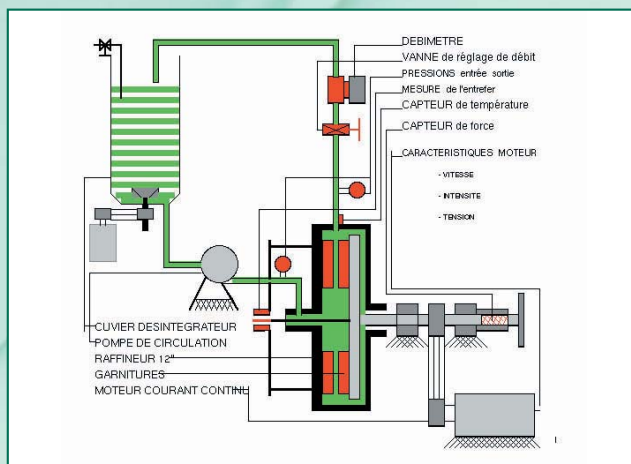 DEBIMETRE
VANNE de réglage de débit
PRESSIONS entrée sortie
MESURE de l'entrefer
CAPTEUR de température
CAPTEUR de force
CARACTERISTIQUES MOTEUR
- VITESSE
- INTENSITE
- TENSION
CUVIER DESINTEGRATEUR
POMPE DE CIRCULATION
RAFFINEUR 12"
GARNITURES
MOTEUR COURANT CONTINU